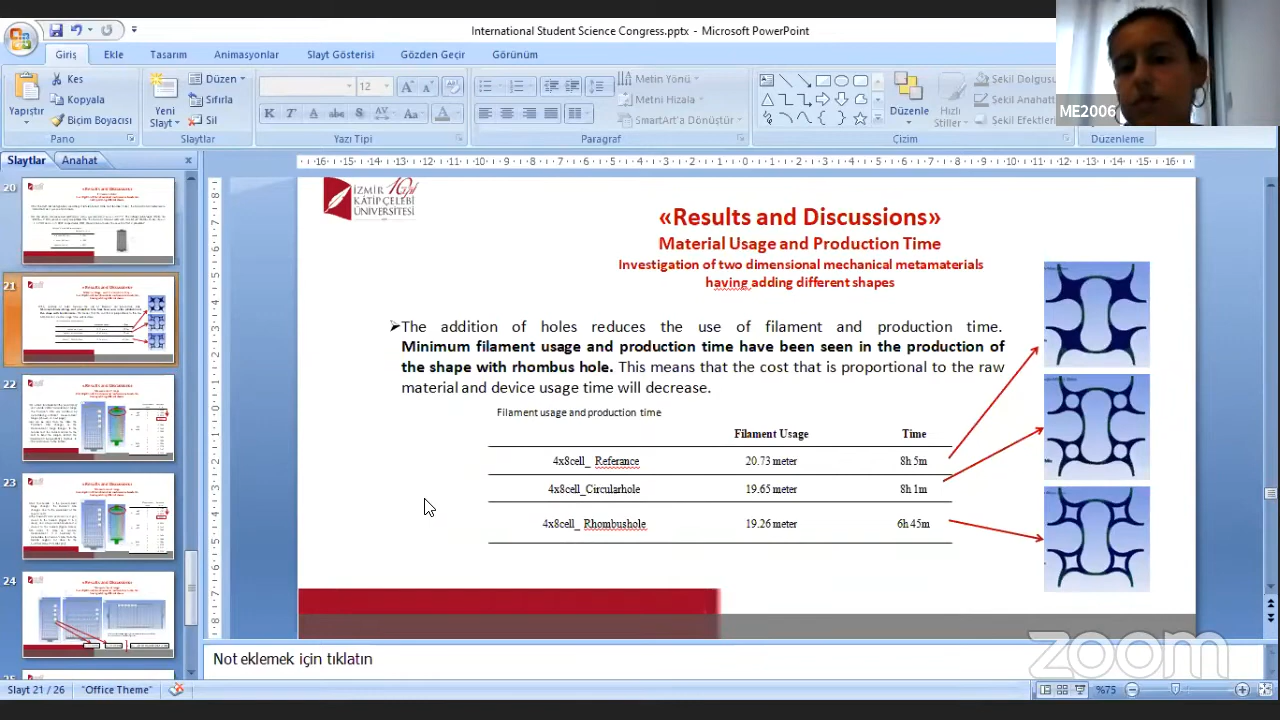 International Student Science Congress.pptx - Microsoft PowerPoint
Giriş Ekle Tasarım Animasyonlar Slayt Gösterisi Gözden Geçir Görünüm
Yapıştır
Kes
Kopyala
Biçim Boyacısı
Pano
Yeni Slayt
Düzen
Sıfırla
Sil
Slaytlar
12
Yazı Tipi
Metin Yönü
Metni Hizala
SmartArt'a Dönüştür
Paragraf
Düzenle
Hızlı Stiller
Şekil Dolgusu
Şekil Anahat
Şekil Efektleri
Çizim
Düzenleme
ME2006
Slaytlar Anahat
20
21
22
23
24
İZMİR
KÂTİP ÇELEBİ
ÜNİVERSİTESİ
«Results and Discussions»
Material Usage and Production Time
Investigation of two dimensional mechanical metamaterials
having adding different shapes
The addition of holes reduces the use of filament and production time.
Minimum filament usage and production time have been seen in the production of
the shape with rhombus hole. This means that the cost that is proportional to the raw
material and device usage time will decrease.
Filament usage and production time
Filament Usage Time
4x8cell_ Referance 20.73 meter 8h 5m
4x8cell_Circularhole 19.65 meter 8h 1m
4x8cell_ Rhombushole 19.26 meter 6h 45m
Not eklemek için tıklatın
zoom
Slayt 21 / 26 "Office Theme" %75